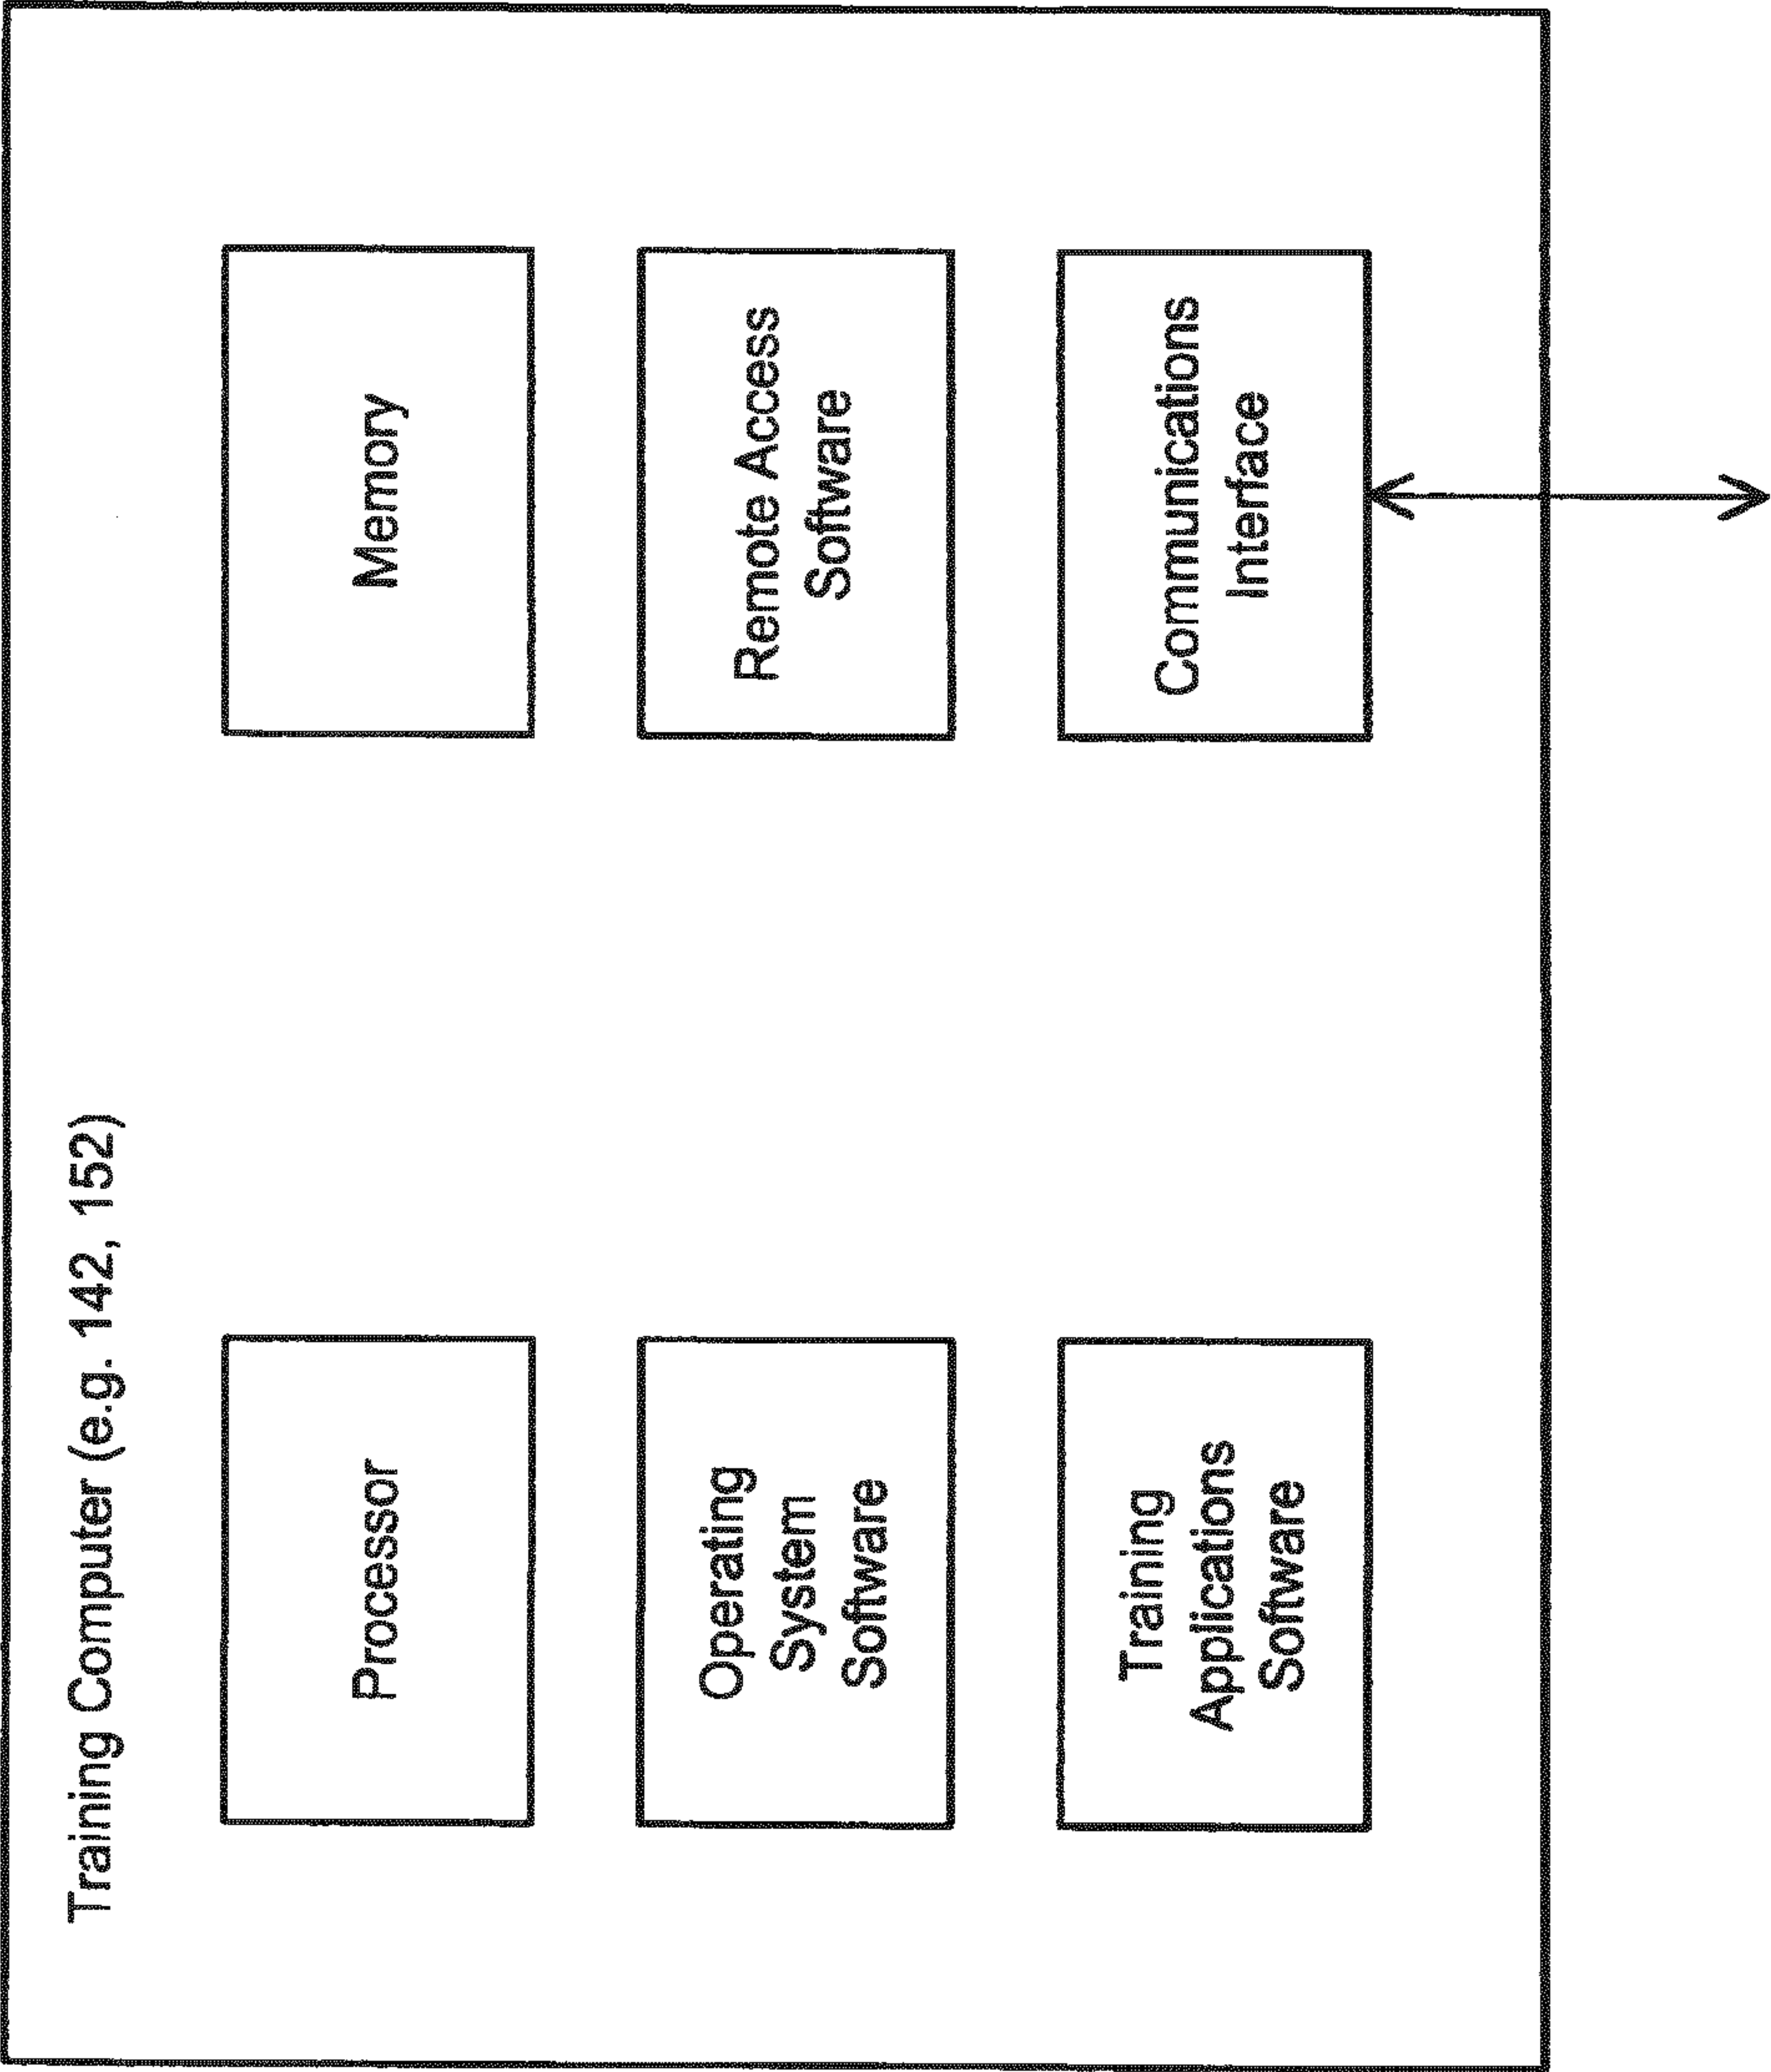 Training Computer (e.g. 142, 152)
Processor
Memory
Operating
System
Software
Remote Access
Software
Training
Applications
Software
Communications
Interface